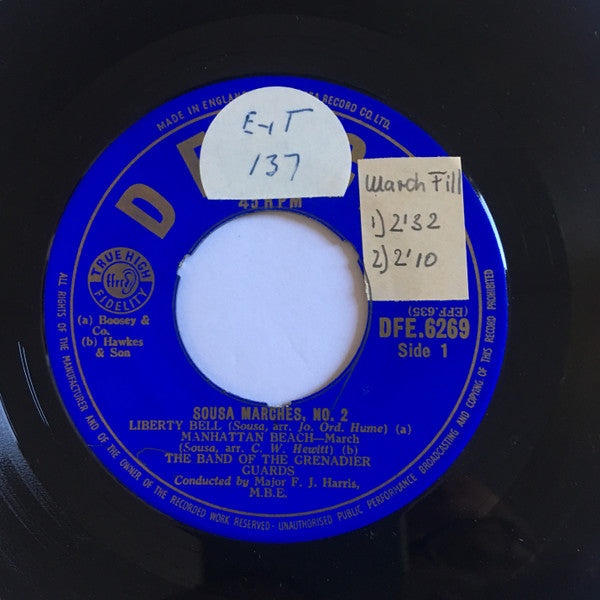 MADE IN ENGLAND
RECORD CO. LTD.
D
E+T
137
45 RPM
March Fill
1) 2'32
2) 2'10
TRUE HIGH
ffrr
FIDELITY
(a) Boosey &
Co.
(b) Hawkes
& Son
(EFF.635)
DFE.6269
Side 1
SOUSA MARCHES, NO. 2
LIBERTY BELL (Sousa, arr. Jo. Ord. Hume) (a)
MANHATTAN BEACH—March
(Sousa, arr. C. W. Hewitt) (b)
THE BAND OF THE GRENADIER
GUARDS
Conducted by Major F. J. Harris,
M.B.E.
ALL RIGHTS OF THE MANUFACTURER AND OF THE OWNER OF THE RECORDED WORK RESERVED - UNAUTHORISED PUBLIC PERFORMANCE BROADCASTING AND COPYING OF THIS RECORD PROHIBITED